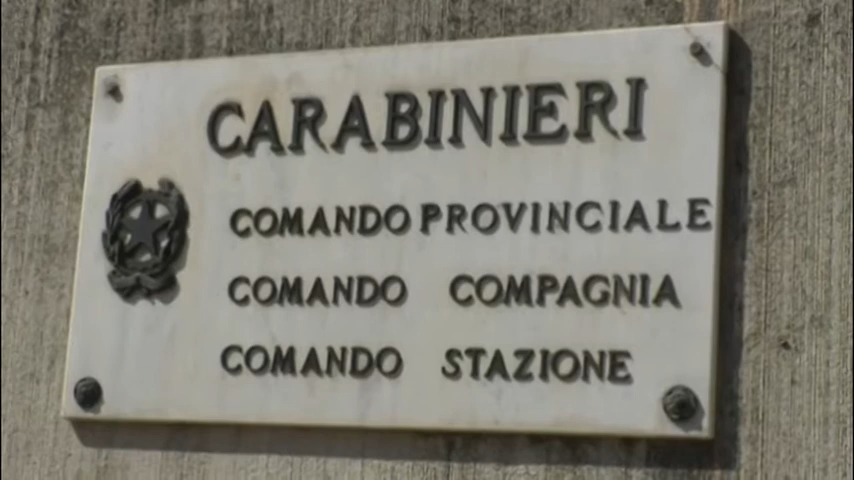 CARABINIERI
COMANDO PROVINCIALE
COMANDO COMPAGNIA
COMANDO STAZIONE